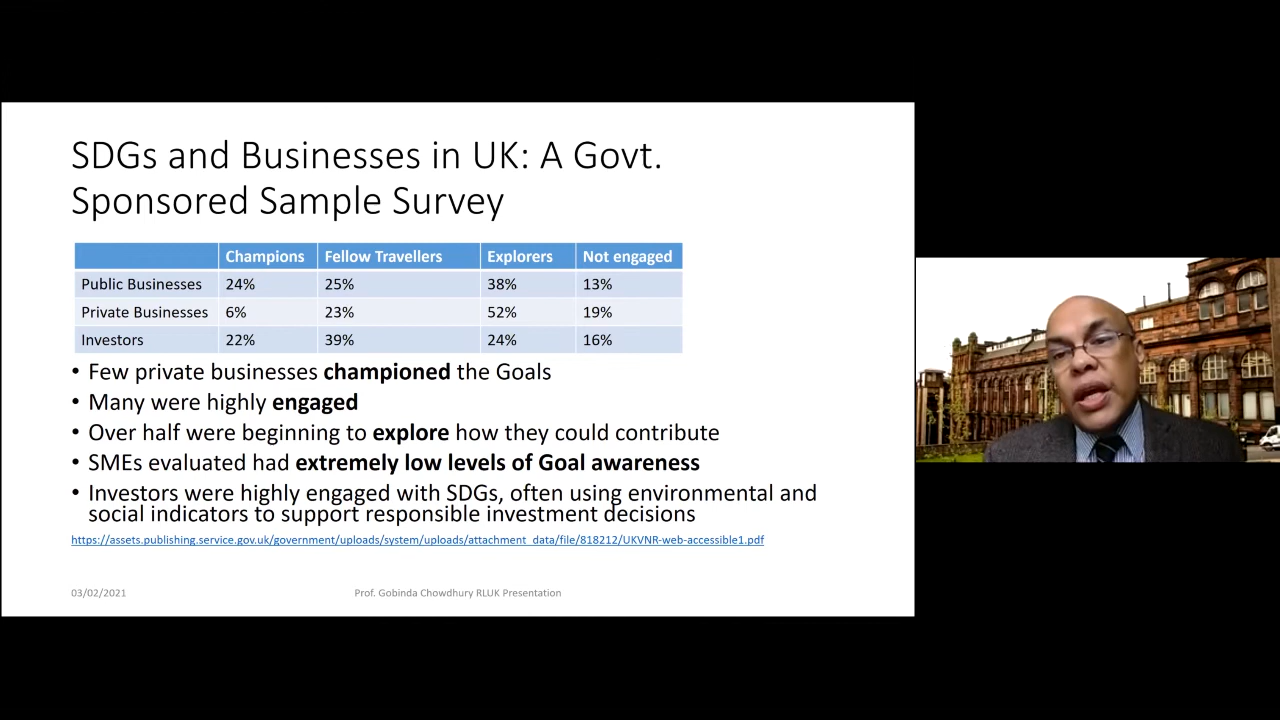 SDGs and Businesses in UK: A Govt.
Sponsored Sample Survey
Champions Fellow Travellers Explorers Not engaged
Public Businesses 24% 25% 38% 13%
Private Businesses 6% 23% 52% 19%
Investors 22% 39% 24% 16%
• Few private businesses championed the Goals
• Many were highly engaged
• Over half were beginning to explore how they could contribute
• SMEs evaluated had extremely low levels of Goal awareness
• Investors were highly engaged with SDGs, often using environmental and
social indicators to support responsible investment decisions
https://assets.publishing.service.gov.uk/government/uploads/system/uploads/attachment_data/file/818212/UKVNR-web-accessible1.pdf
03/02/2021 Prof. Gobinda Chowdhury RLUK Presentation